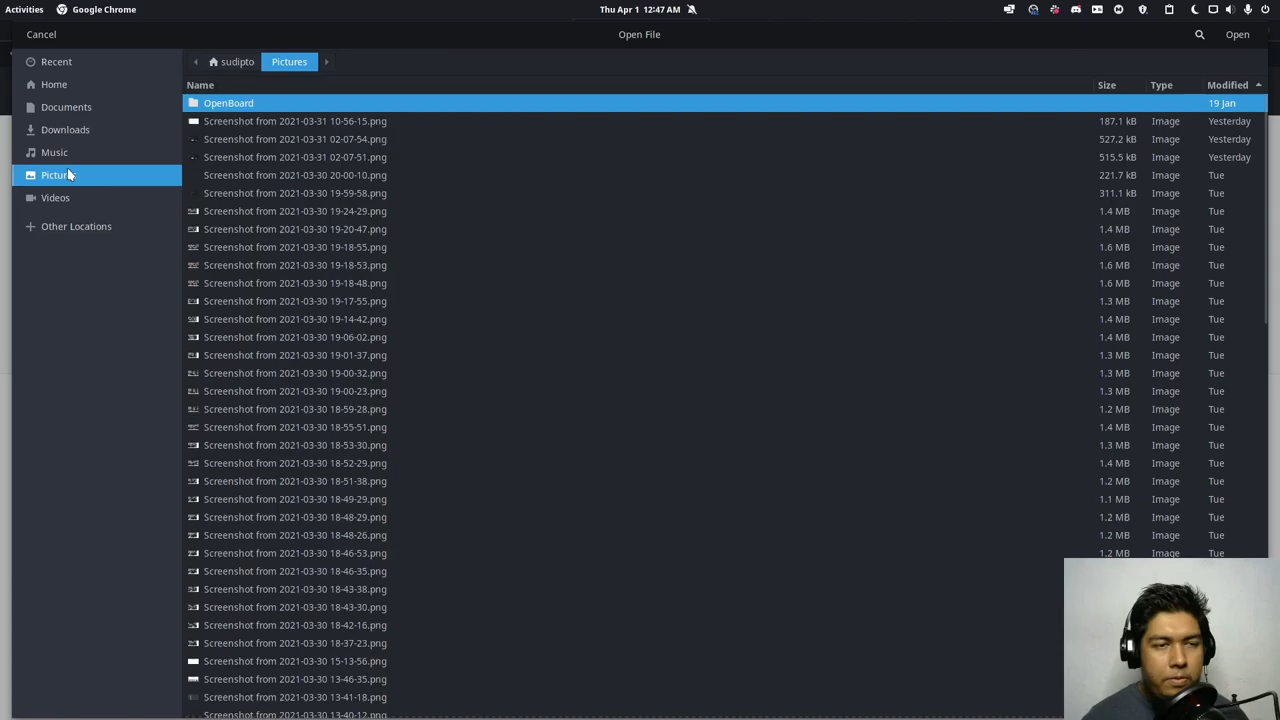 Activities Google Chrome Thu Apr 1 12:47 AM
Cancel Open File Open
Recent
Home
Documents
Downloads
Music
Pictur
Videos
Other Locations
sudipto Pictures
Name Size Type Modified
OpenBoard 19 Jan
Screenshot from 2021-03-31 10-56-15.png 187.1 kB Image Yesterday
Screenshot from 2021-03-31 02-07-54.png 527.2 kB Image Yesterday
Screenshot from 2021-03-31 02-07-51.png 515.5 kB Image Yesterday
Screenshot from 2021-03-30 20-00-10.png 221.7 kB Image Tue
Screenshot from 2021-03-30 19-59-58.png 311.1 kB Image Tue
Screenshot from 2021-03-30 19-24-29.png 1.4 MB Image Tue
Screenshot from 2021-03-30 19-20-47.png 1.4 MB Image Tue
Screenshot from 2021-03-30 19-18-55.png 1.6 MB Image Tue
Screenshot from 2021-03-30 19-18-53.png 1.6 MB Image Tue
Screenshot from 2021-03-30 19-18-48.png 1.6 MB Image Tue
Screenshot from 2021-03-30 19-17-55.png 1.3 MB Image Tue
Screenshot from 2021-03-30 19-14-42.png 1.4 MB Image Tue
Screenshot from 2021-03-30 19-06-02.png 1.4 MB Image Tue
Screenshot from 2021-03-30 19-01-37.png 1.3 MB Image Tue
Screenshot from 2021-03-30 19-00-32.png 1.3 MB Image Tue
Screenshot from 2021-03-30 19-00-23.png 1.3 MB Image Tue
Screenshot from 2021-03-30 18-59-28.png 1.2 MB Image Tue
Screenshot from 2021-03-30 18-55-51.png 1.4 MB Image Tue
Screenshot from 2021-03-30 18-53-30.png 1.3 MB Image Tue
Screenshot from 2021-03-30 18-52-29.png 1.4 MB Image Tue
Screenshot from 2021-03-30 18-51-38.png 1.2 MB Image Tue
Screenshot from 2021-03-30 18-49-29.png 1.1 MB Image Tue
Screenshot from 2021-03-30 18-48-29.png 1.2 MB Image Tue
Screenshot from 2021-03-30 18-48-26.png 1.2 MB Image Tue
Screenshot from 2021-03-30 18-46-53.png 1.2 MB Image Tue
Screenshot from 2021-03-30 18-46-35.png
Screenshot from 2021-03-30 18-43-38.png
Screenshot from 2021-03-30 18-43-30.png
Screenshot from 2021-03-30 18-42-16.png
Screenshot from 2021-03-30 18-37-23.png
Screenshot from 2021-03-30 15-13-56.png
Screenshot from 2021-03-30 13-46-35.png
Screenshot from 2021-03-30 13-41-18.png
Screenshot from 2021-03-30 13-40-12.png